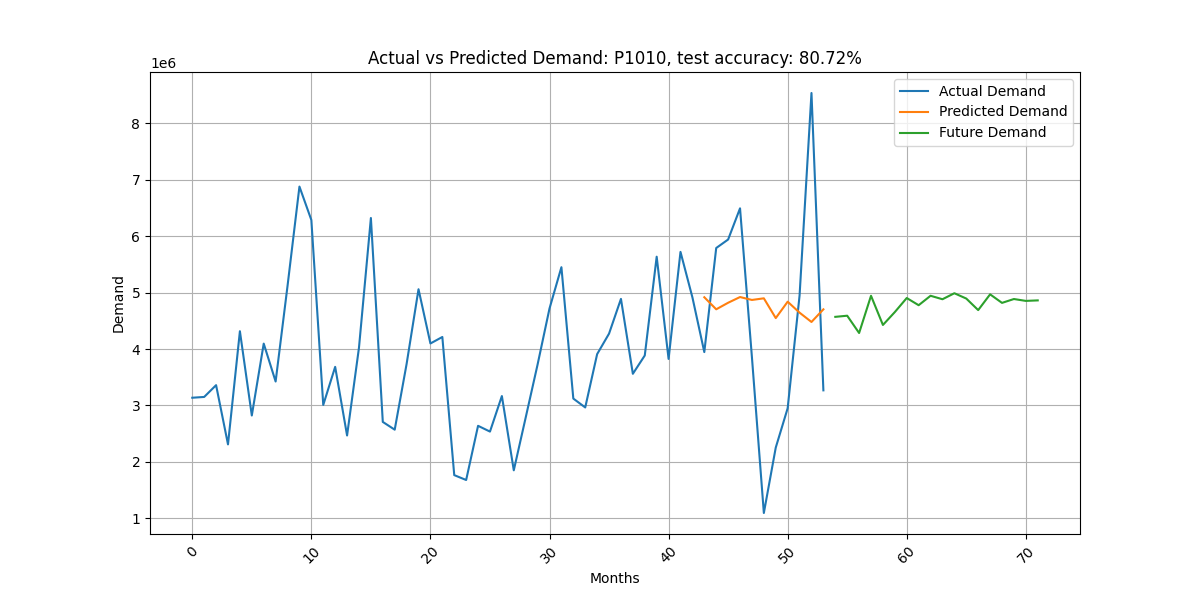 Actual vs Predicted Demand: P1010, test accuracy: 80.72%
1e6
Actual Demand
Predicted Demand
Future Demand
8
7
6
5
4
3
2
1
Demand
0
10
20
30
40
50
60
70
Months